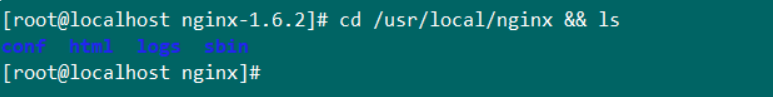 [root@localhost nginx-1.6.2]# cd /usr/local/nginx && ls
conf html logs sbin
[root@localhost nginx]#